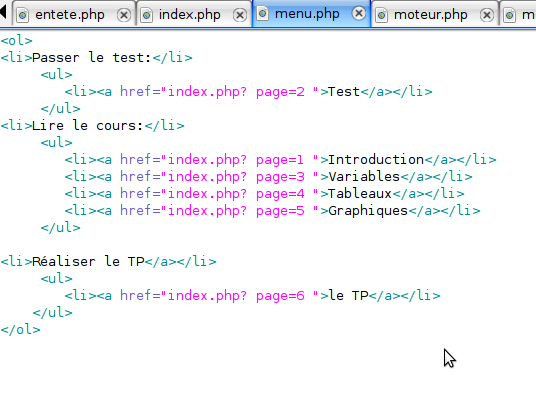 entete.php index.php menu.php moteur.php m
<ol>
<li>Passer le test:</li>
<ul>
<li><a href="index.php? page=2 ">Test</a></li>
</ul>
<li>Lire le cours:</li>
<ul>
<li><a href="index.php? page=1 ">Introduction</a></li>
<li><a href="index.php? page=3 ">Variables</a></li>
<li><a href="index.php? page=4 ">Tableaux</a></li>
<li><a href="index.php? page=5 ">Graphiques</a></li>
</ul>
<li>Réaliser le TP</a></li>
<ul>
<li><a href="index.php? page=6 ">le TP</a></li>
</ul>
</ol>